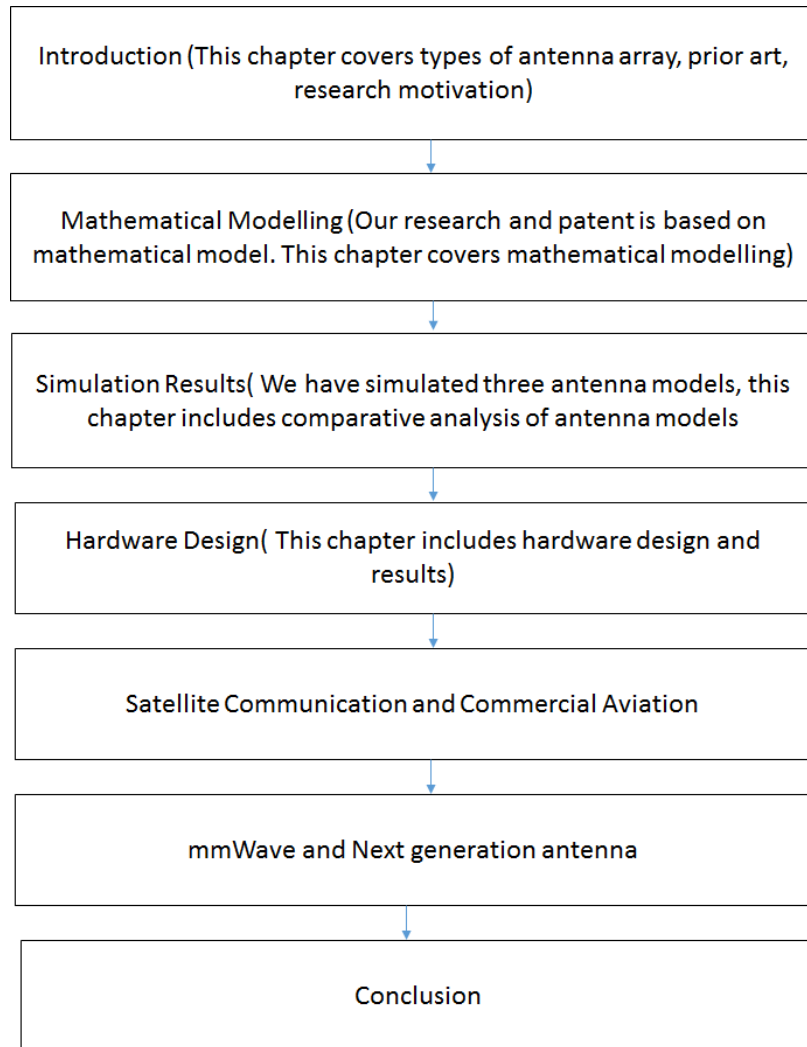 Introduction (This chapter covers types of antenna array, prior art,
research motivation)
Mathematical Modelling (Our research and patent is based on
mathematical model. This chapter covers mathematical modelling)
Simulation Results( We have simulated three antenna models, this
chapter includes comparative analysis of antenna models
Hardware Design( This chapter includes hardware design and
results)
Satellite Communication and Commercial Aviation
mmWave and Next generation antenna
Conclusion